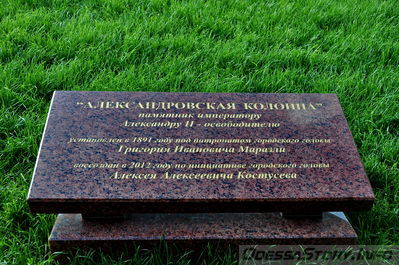 "АЛЕКСАНДРОВСКАЯ КОЛОННА"
памятник императору
Александру II - освободителю
установлен в 1891 году под патронатом городского головы
Григория Ивановича Маразли
воссоздан в 2012 году по инициативе городского головы
Алексея Алексеевича Костусева
OdessaStory.info